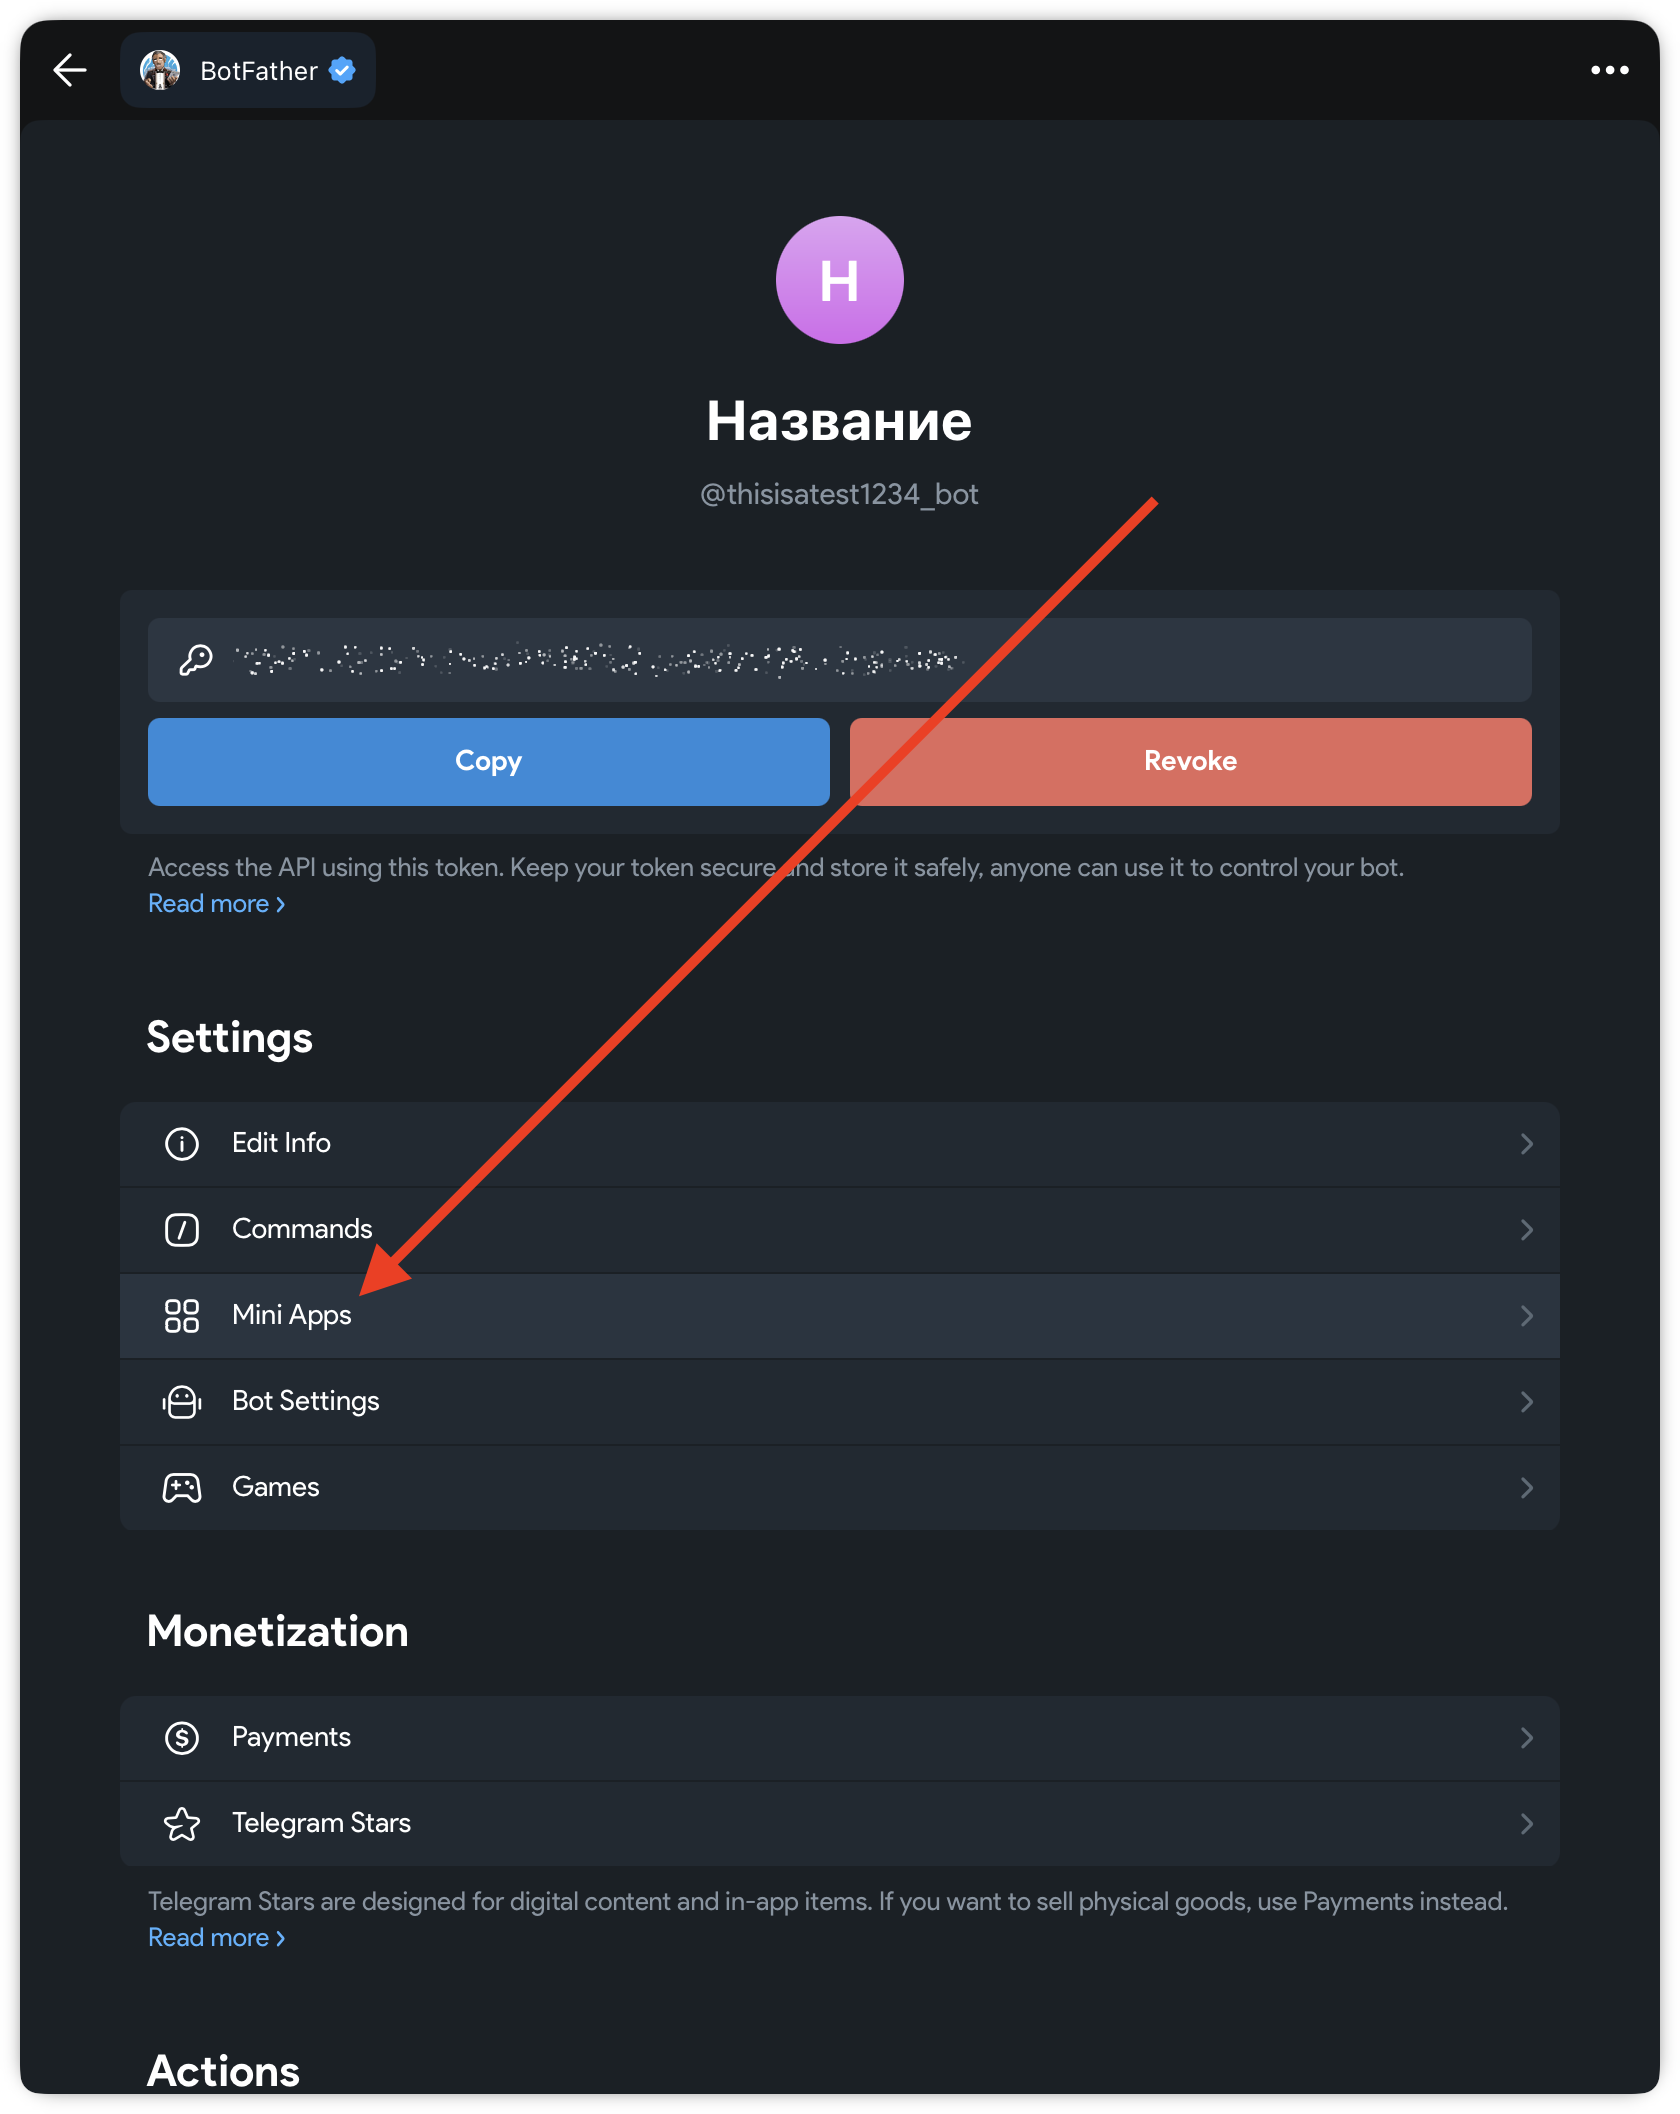 BotFather
H
Название
@thisisatest1234_bot
Copy
Revoke
Access the API using this token. Keep your token secure and store it safely, anyone can use it to control your bot.
Read more ›
Settings
Edit Info
Commands
Mini Apps
Bot Settings
Games
Monetization
Payments
Telegram Stars
Telegram Stars are designed for digital content and in-app items. If you want to sell physical goods, use Payments instead.
Read more ›
Actions